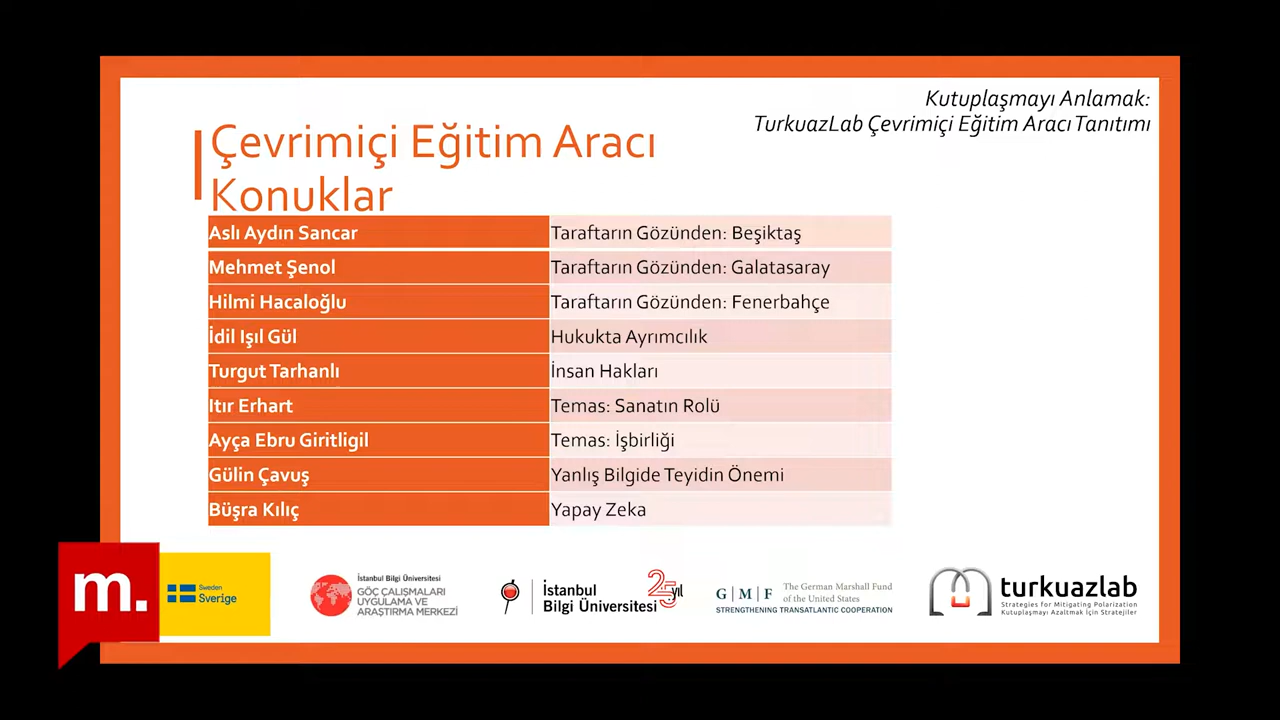 Kutuplaşmayı Anlamak:
TurkuazLab Çevrimiçi Eğitim Aracı Tanıtımı
Çevrimiçi Eğitim Aracı
Konuklar
Aslı Aydın Sancar Taraftarın Gözünden: Beşiktaş
Mehmet Şenol Taraftarın Gözünden: Galatasaray
Hilmi Hacaloğlu Taraftarın Gözünden: Fenerbahçe
İdil Işıl Gül Hukukta Ayrımcılık
Turgut Tarhanlı İnsan Hakları
Itır Erhart Temas: Sanatın Rolü
Ayça Ebru Giritligil Temas: İşbirliği
Gülin Çavuş Yanlış Bilgide Teyidin Önemi
Büşra Kılıç Yapay Zeka
m.
Sweden
Sverige
İstanbul Bilgi Üniversitesi
GÖÇ ÇALIŞMALARI
UYGULAMA VE
ARAŞTIRMA MERKEZİ
İstanbul
Bilgi Üniversitesi
25 yıl
G | M | F The German Marshall Fund
of the United States
STRENGTHENING TRANSATLANTIC COOPERATION
turkuazlab
Strategies for Mitigating Polarization
Kutuplaşmayı Azaltmak İçin Stratejiler